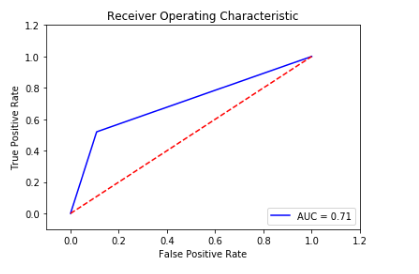 Receiver Operating Characteristic
1.2
1.0
0.8
0.6
0.4
0.2
0.0
True Positive Rate
0.0 0.2 0.4 0.6 0.8 1.0 1.2
False Positive Rate
AUC = 0.71